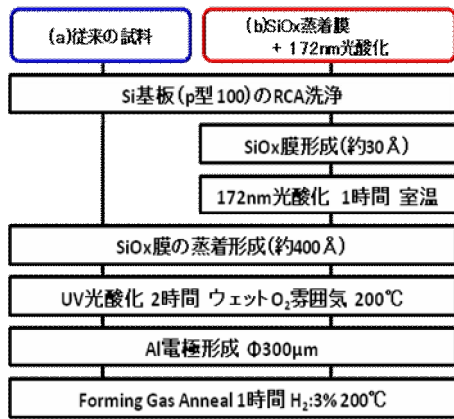 (a)従来の試料
(b)SiOx蒸着膜
+ 172nm光酸化
Si基板(p型100)のRCA洗浄
SiOx膜形成(約30Å)
172nm光酸化 1時間 室温
SiOx膜の蒸着形成(約400Å)
UV光酸化 2時間 ウェットO₂雰囲気 200℃
Al電極形成 Φ300μm
Forming Gas Anneal 1時間 H₂:3% 200℃